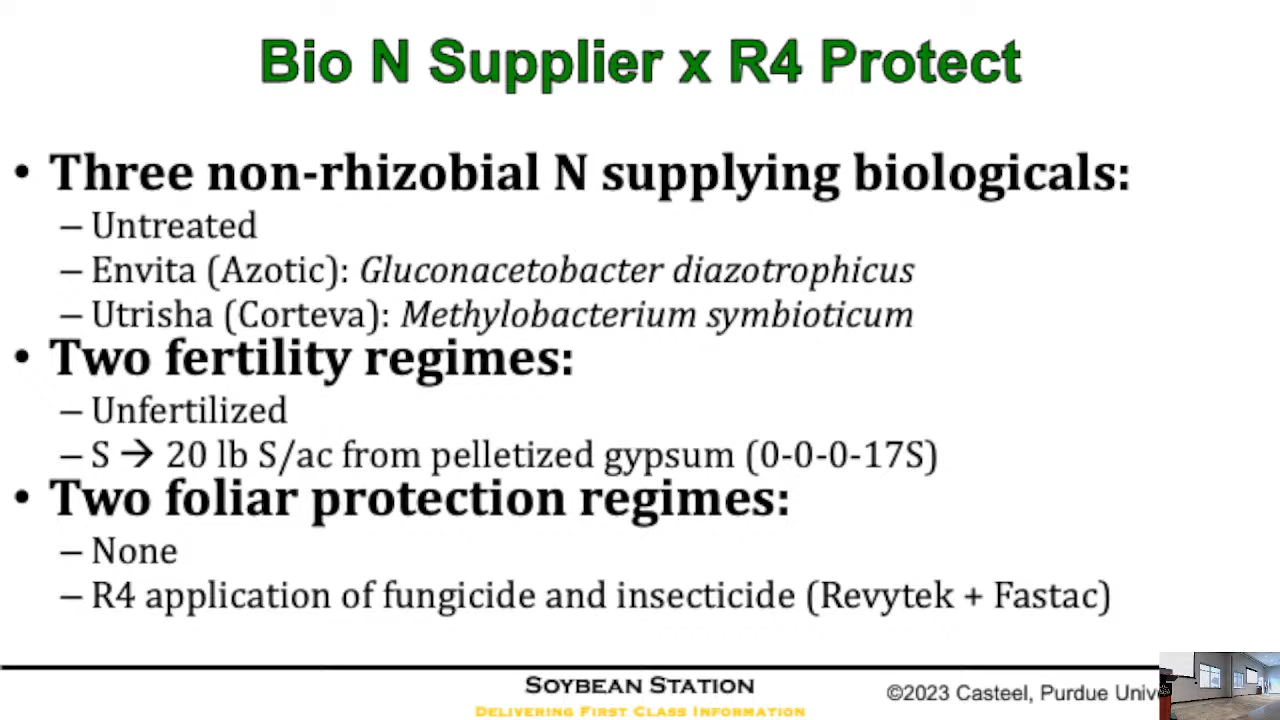 Bio N Supplier x R4 Protect
• Three non-rhizobial N supplying biologicals:
– Untreated
– Envita (Azotic): Gluconacetobacter diazotrophicus
– Utrisha (Corteva): Methylobacterium symbioticum
• Two fertility regimes:
– Unfertilized
– S → 20 lb S/ac from pelletized gypsum (0-0-0-17S)
• Two foliar protection regimes:
– None
– R4 application of fungicide and insecticide (Revytek + Fastac)
SOYBEAN STATION
DELIVERING FIRST CLASS INFORMATION
©2023 Casteel, Purdue